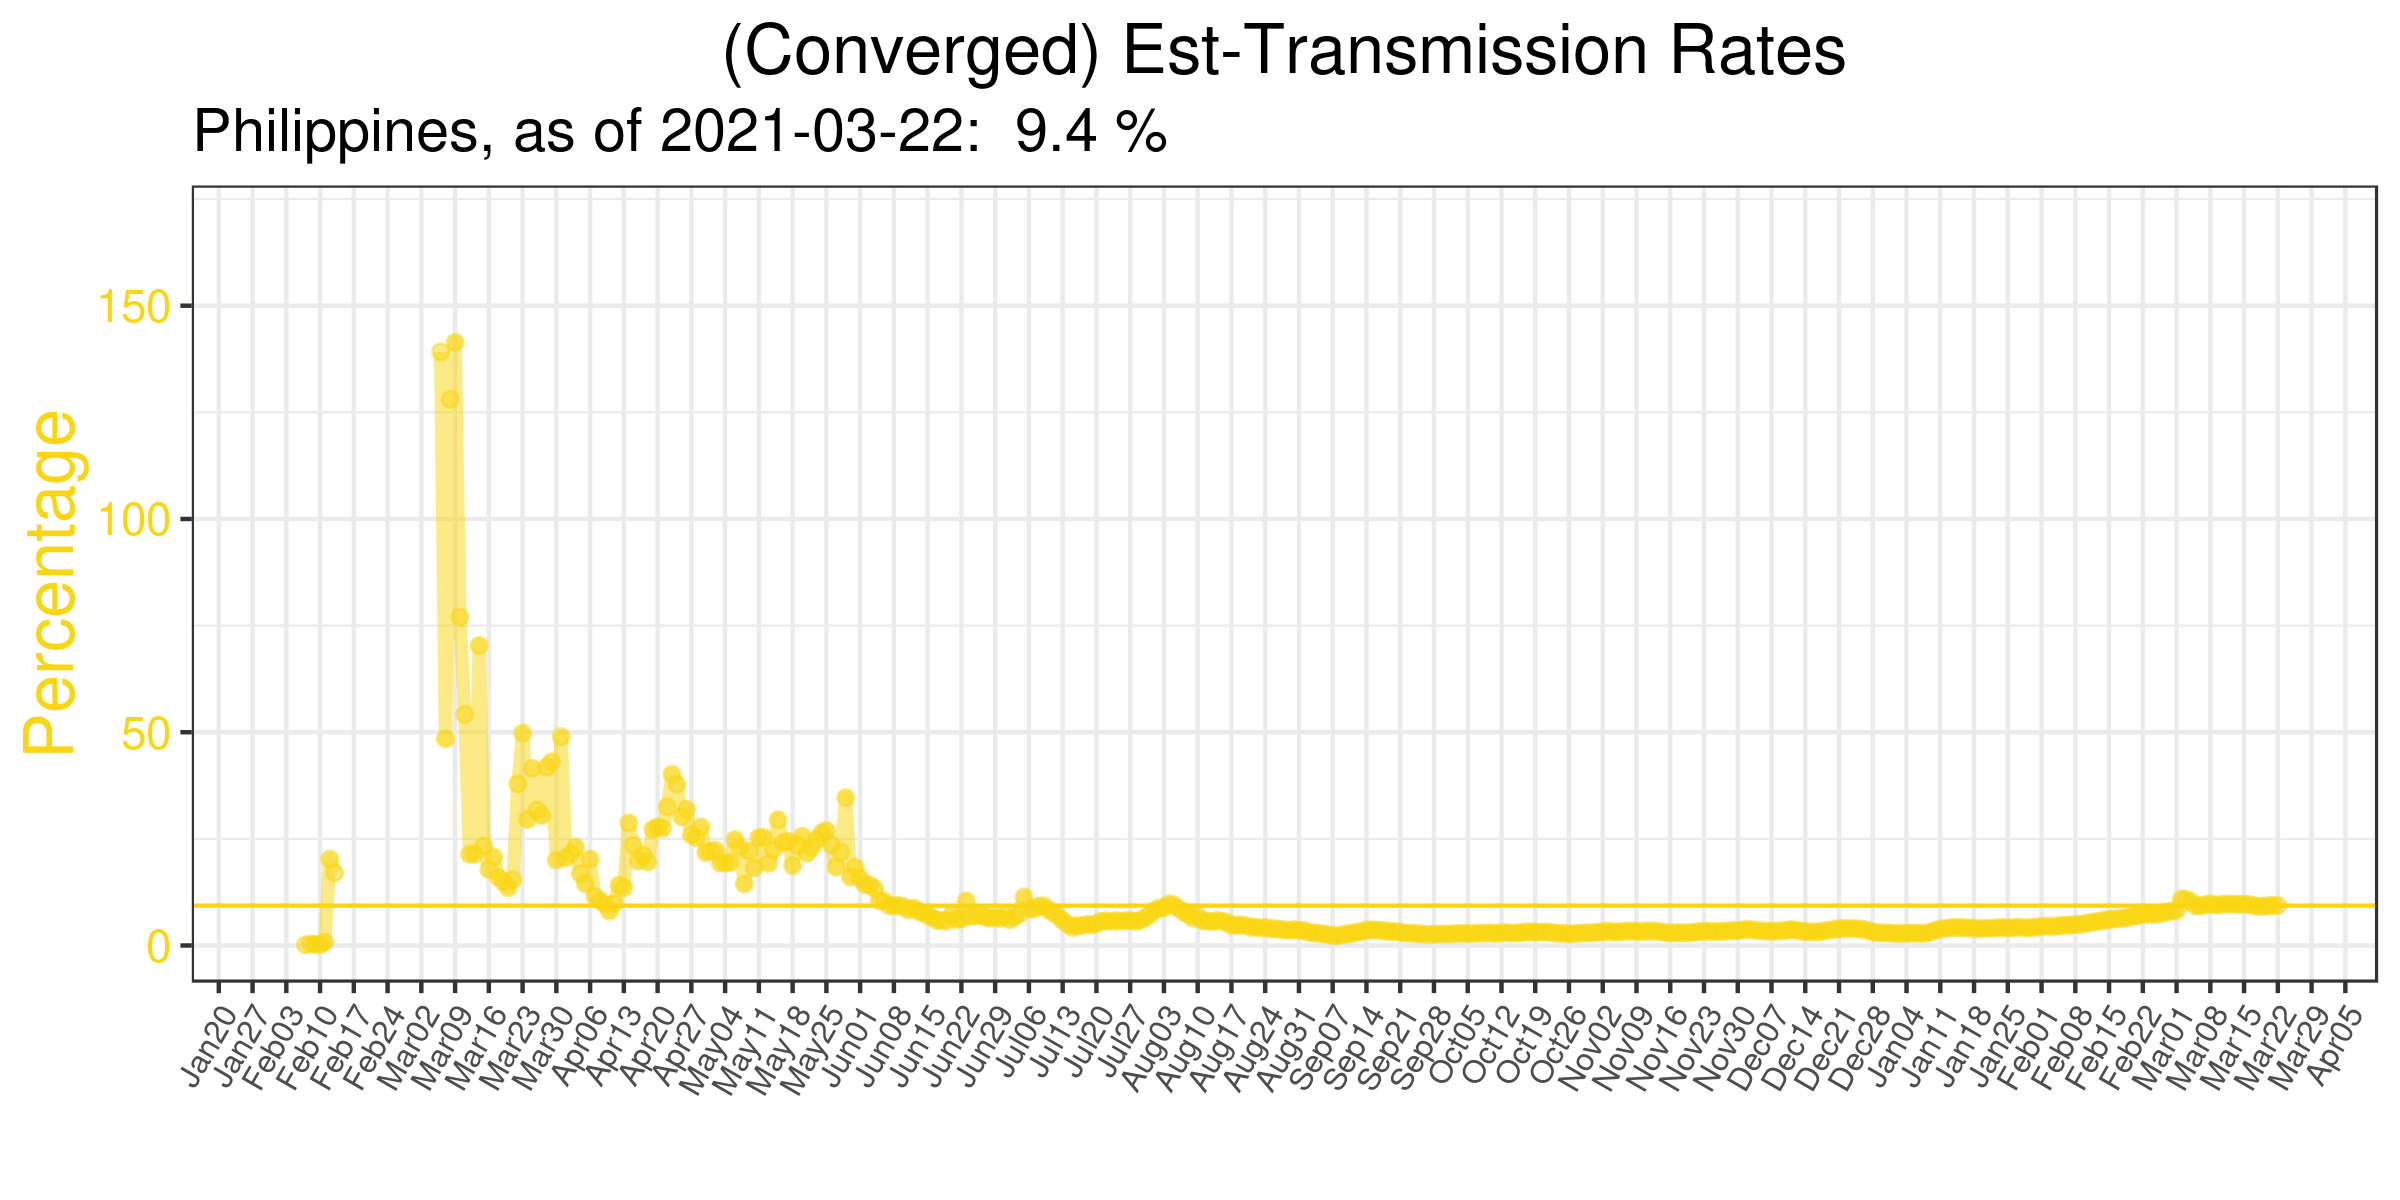 (Converged) Est-Transmission Rates
Philippines, as of 2021-03-22:  9.4 %
Percentage
150
100
50
0
Jan20
Jan27
Feb03
Feb10
Feb17
Feb24
Mar02
Mar09
Mar16
Mar23
Mar30
Apr06
Apr13
Apr20
Apr27
May04
May11
May18
May25
Jun01
Jun08
Jun15
Jun22
Jun29
Jul06
Jul13
Jul20
Jul27
Aug03
Aug10
Aug17
Aug24
Aug31
Sep07
Sep14
Sep21
Sep28
Oct05
Oct12
Oct19
Oct26
Nov02
Nov09
Nov16
Nov23
Nov30
Dec07
Dec14
Dec21
Dec28
Jan04
Jan11
Jan18
Jan25
Feb01
Feb08
Feb15
Feb22
Mar01
Mar08
Mar15
Mar22
Mar29
Apr05